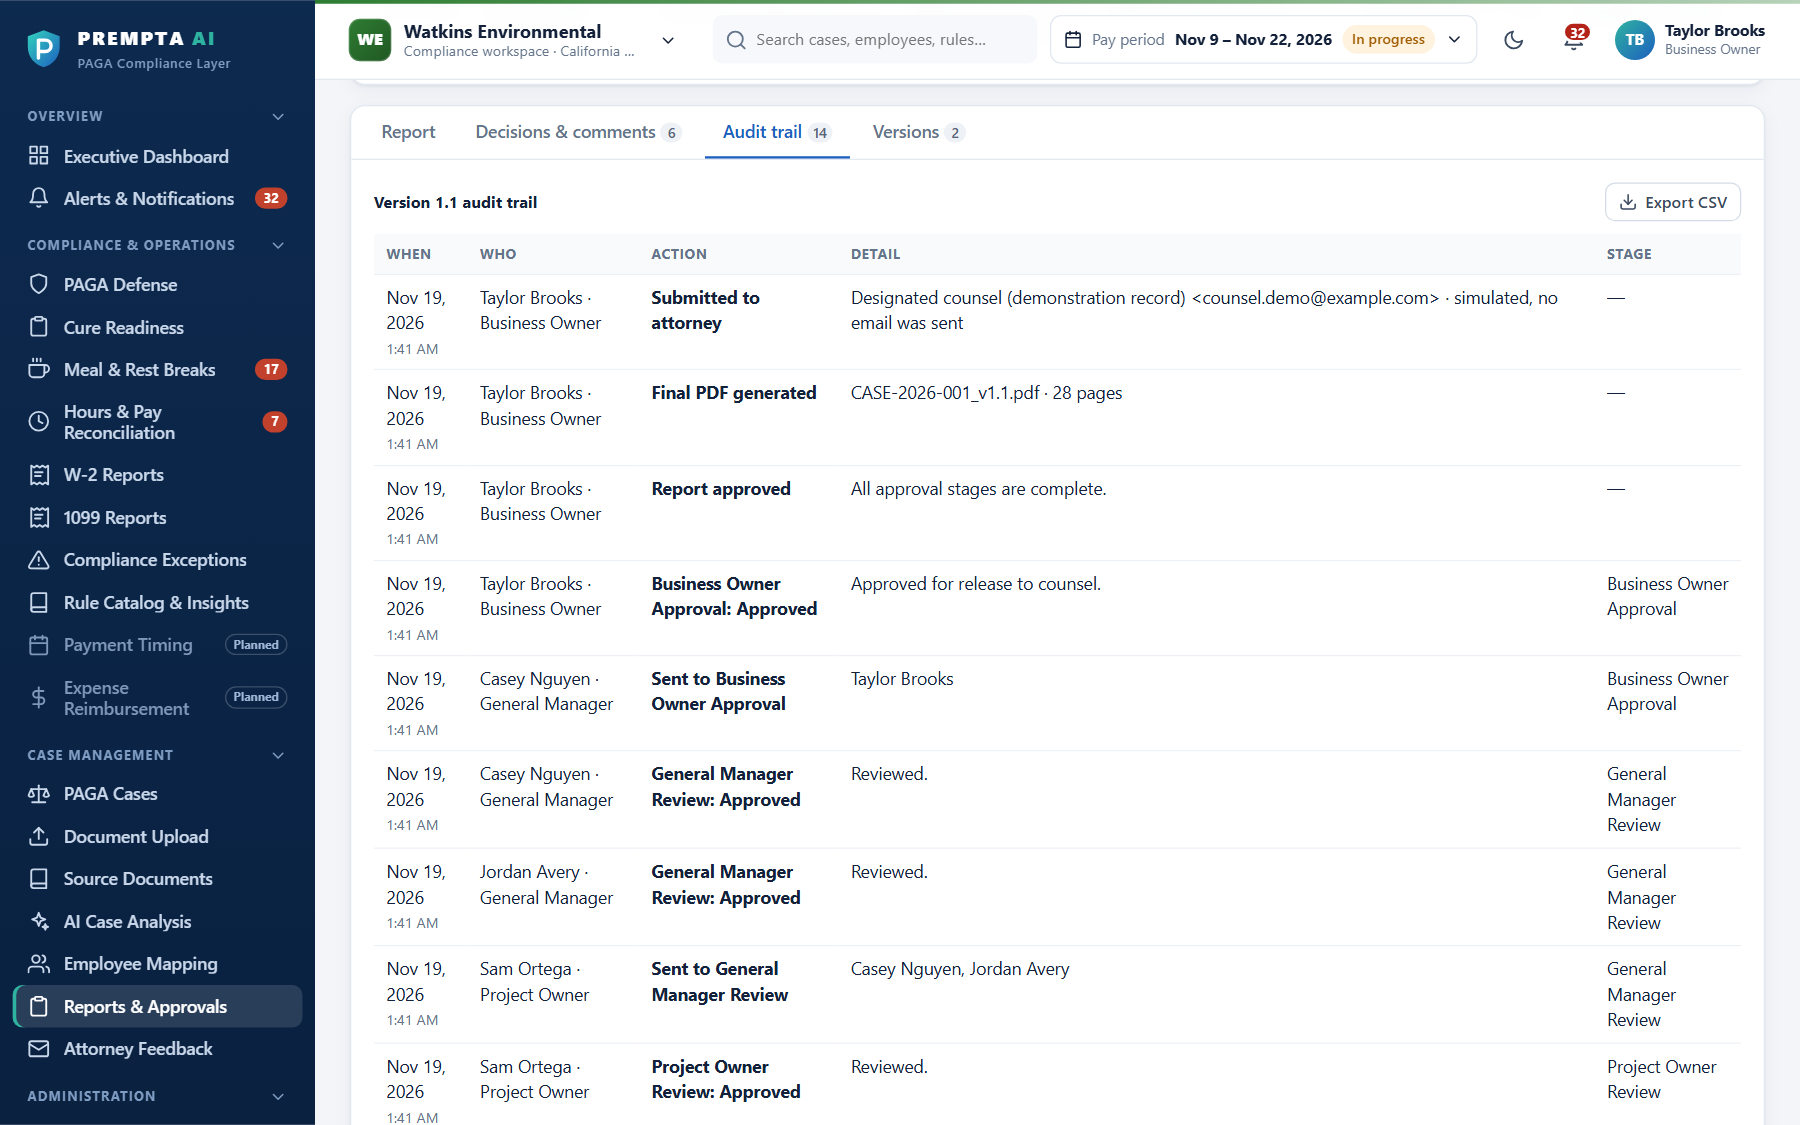 PREMPTA AI
PAGA Compliance Layer
OVERVIEW
Executive Dashboard
Alerts & Notifications 32
COMPLIANCE & OPERATIONS
PAGA Defense
Cure Readiness
Meal & Rest Breaks 17
Hours & Pay
Reconciliation 7
W-2 Reports
1099 Reports
Compliance Exceptions
Rule Catalog & Insights
Payment Timing Planned
Expense
Reimbursement Planned
CASE MANAGEMENT
PAGA Cases
Document Upload
Source Documents
AI Case Analysis
Employee Mapping
Reports & Approvals
Attorney Feedback
ADMINISTRATION
WE
Watkins Environmental
Compliance workspace · California ...
Search cases, employees, rules...
Pay period Nov 9 – Nov 22, 2026 In progress
32
TB
Taylor Brooks
Business Owner
Report Decisions & comments 6 Audit trail 14 Versions 2
Version 1.1 audit trail
Export CSV
WHEN WHO ACTION DETAIL STAGE
Nov 19, Taylor Brooks · Submitted to Designated counsel (demonstration record) <counsel.demo@example.com> · simulated, no —
2026 Business Owner attorney email was sent
1:41 AM
Nov 19, Taylor Brooks · Final PDF generated CASE-2026-001_v1.1.pdf · 28 pages —
2026 Business Owner
1:41 AM
Nov 19, Taylor Brooks · Report approved All approval stages are complete. —
2026 Business Owner
1:41 AM
Nov 19, Taylor Brooks · Business Owner Approved for release to counsel. Business Owner
2026 Business Owner Approval: Approved Approval
1:41 AM
Nov 19, Casey Nguyen · Sent to Business Taylor Brooks Business Owner
2026 General Manager Owner Approval Approval
1:41 AM
Nov 19, Casey Nguyen · General Manager Reviewed. General
2026 General Manager Review: Approved Manager
1:41 AM Review
Nov 19, Jordan Avery · General Manager Reviewed. General
2026 General Manager Review: Approved Manager
1:41 AM Review
Nov 19, Sam Ortega · Sent to General Casey Nguyen, Jordan Avery General
2026 Project Owner Manager Review Manager
1:41 AM Review
Nov 19, Sam Ortega · Project Owner Reviewed. Project Owner
2026 Project Owner Review: Approved Review
1:41 AM